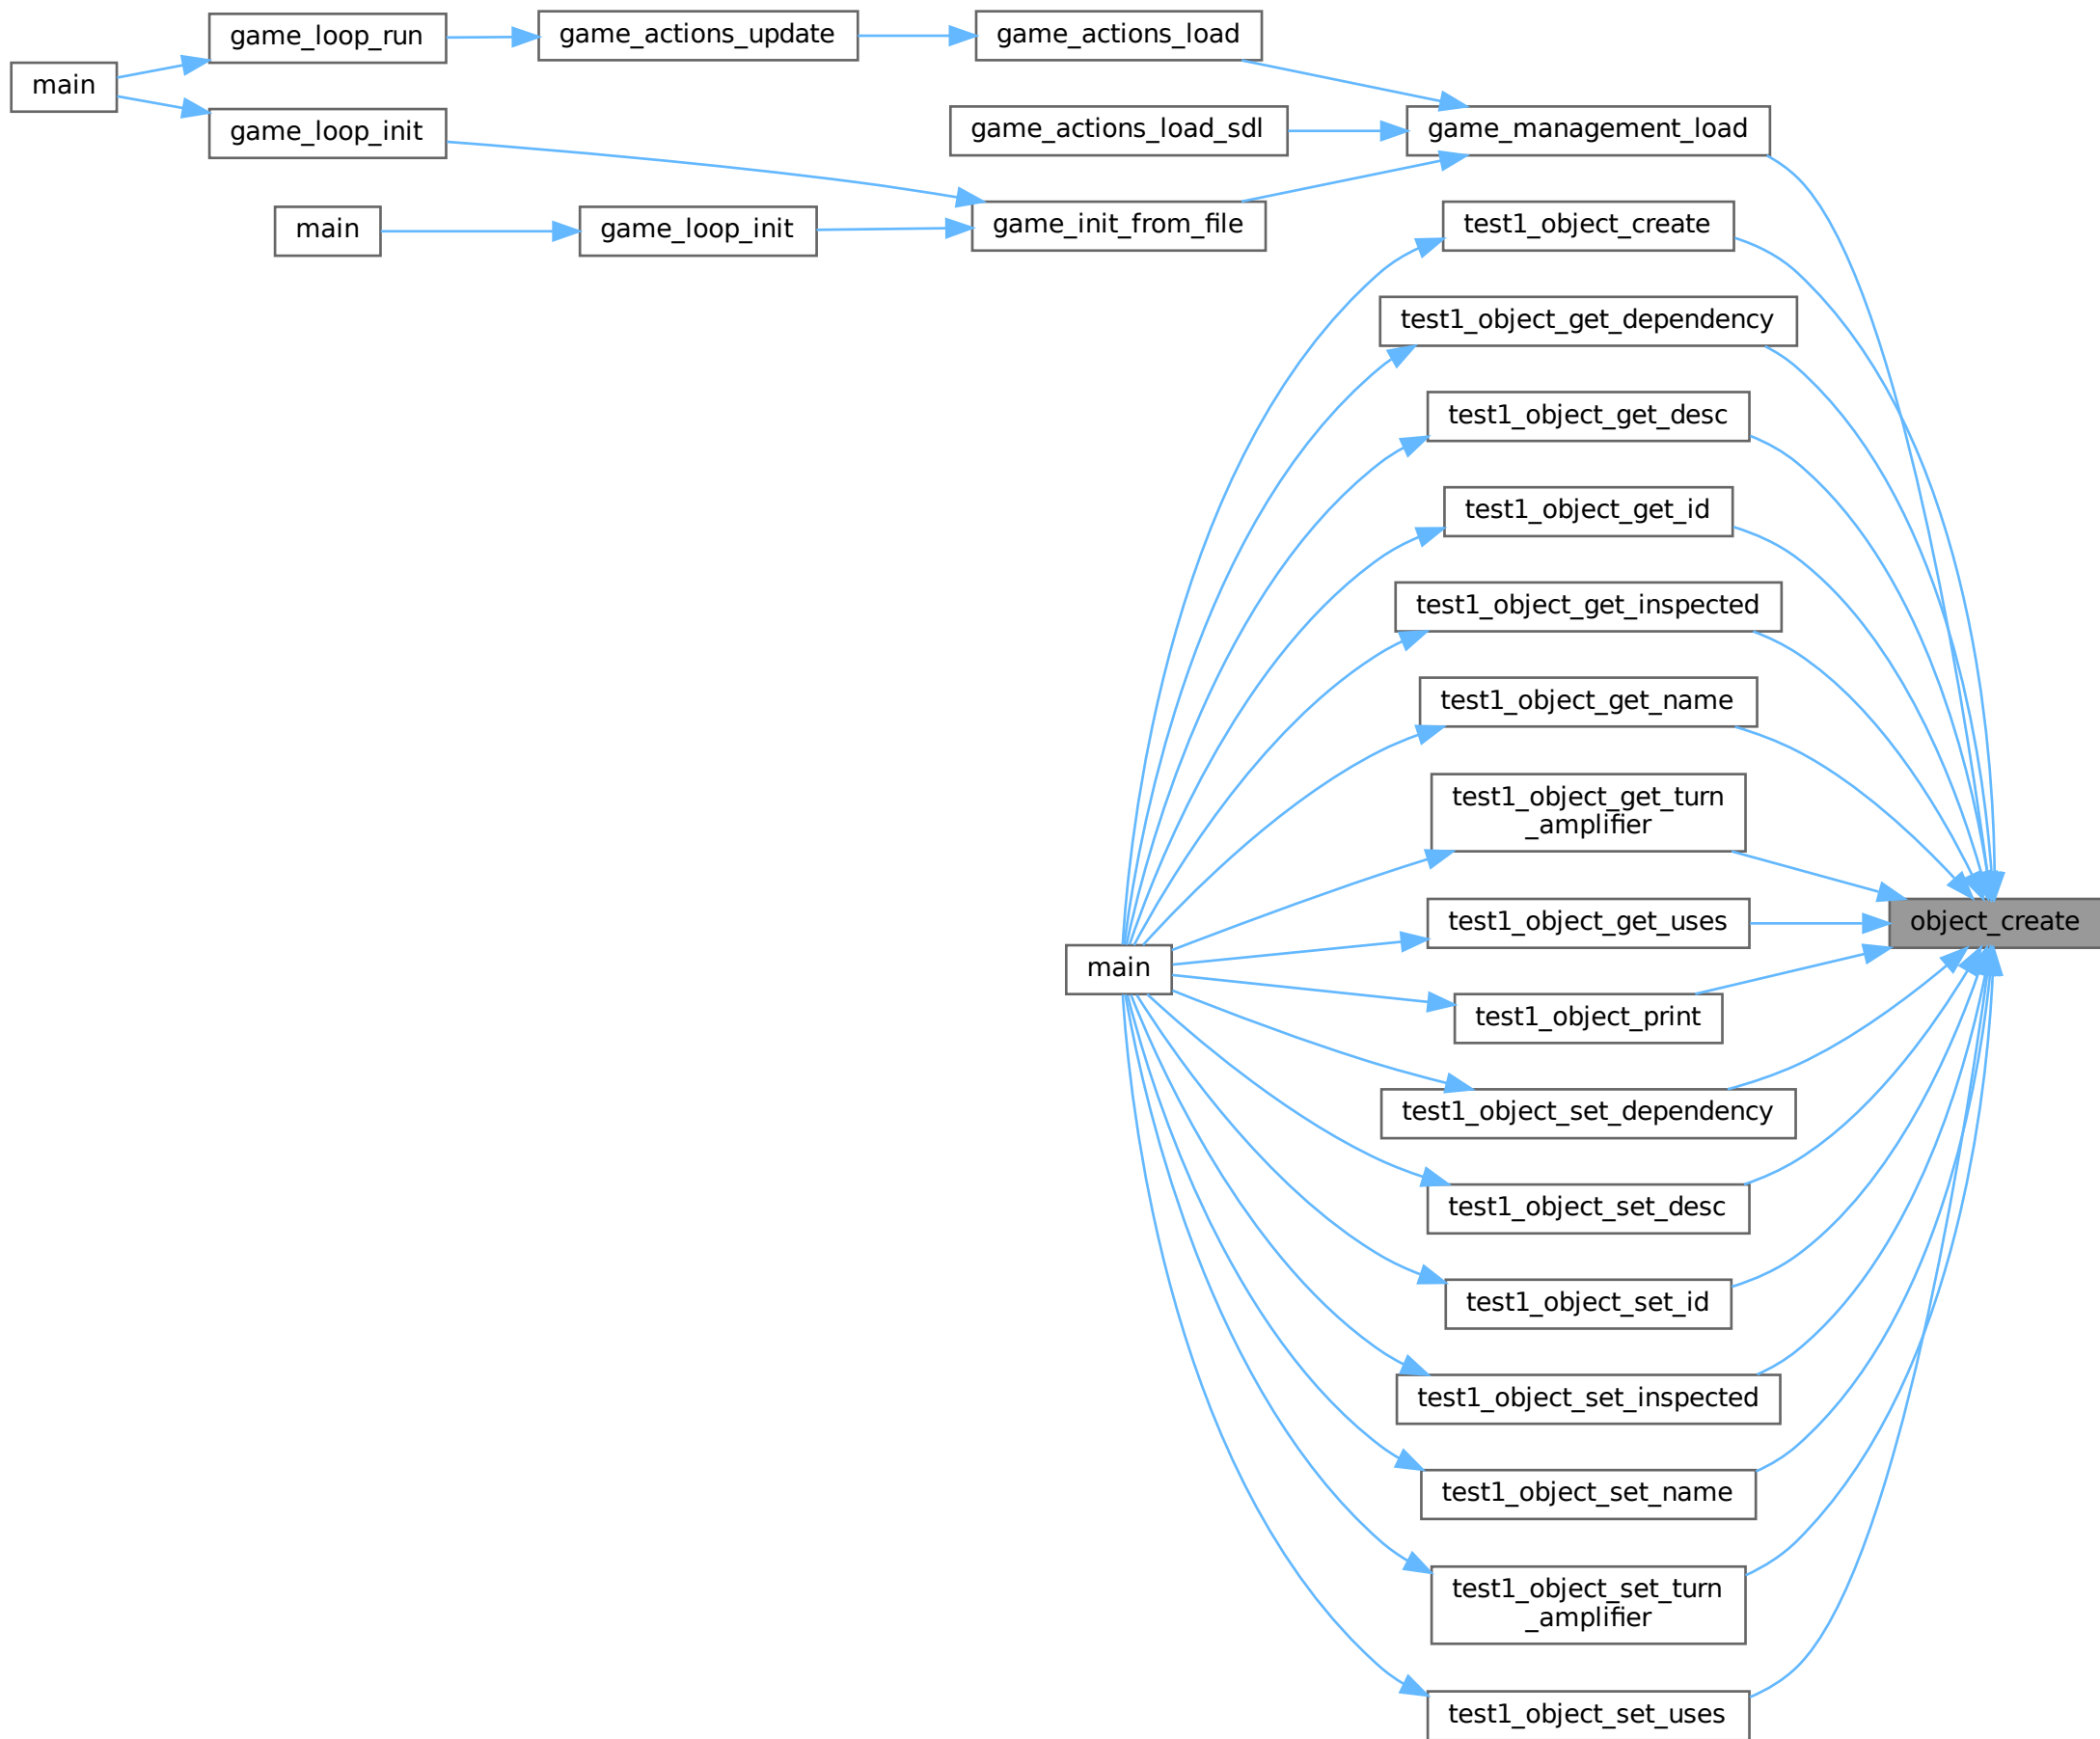 game_loop_run
game_actions_update
game_actions_load
main
game_loop_init
game_actions_load_sdl
game_management_load
main
game_loop_init
game_init_from_file
test1_object_create
test1_object_get_dependency
test1_object_get_desc
test1_object_get_id
test1_object_get_inspected
test1_object_get_name
test1_object_get_turn
_amplifier
test1_object_get_uses
object_create
main
test1_object_print
test1_object_set_dependency
test1_object_set_desc
test1_object_set_id
test1_object_set_inspected
test1_object_set_name
test1_object_set_turn
_amplifier
test1_object_set_uses